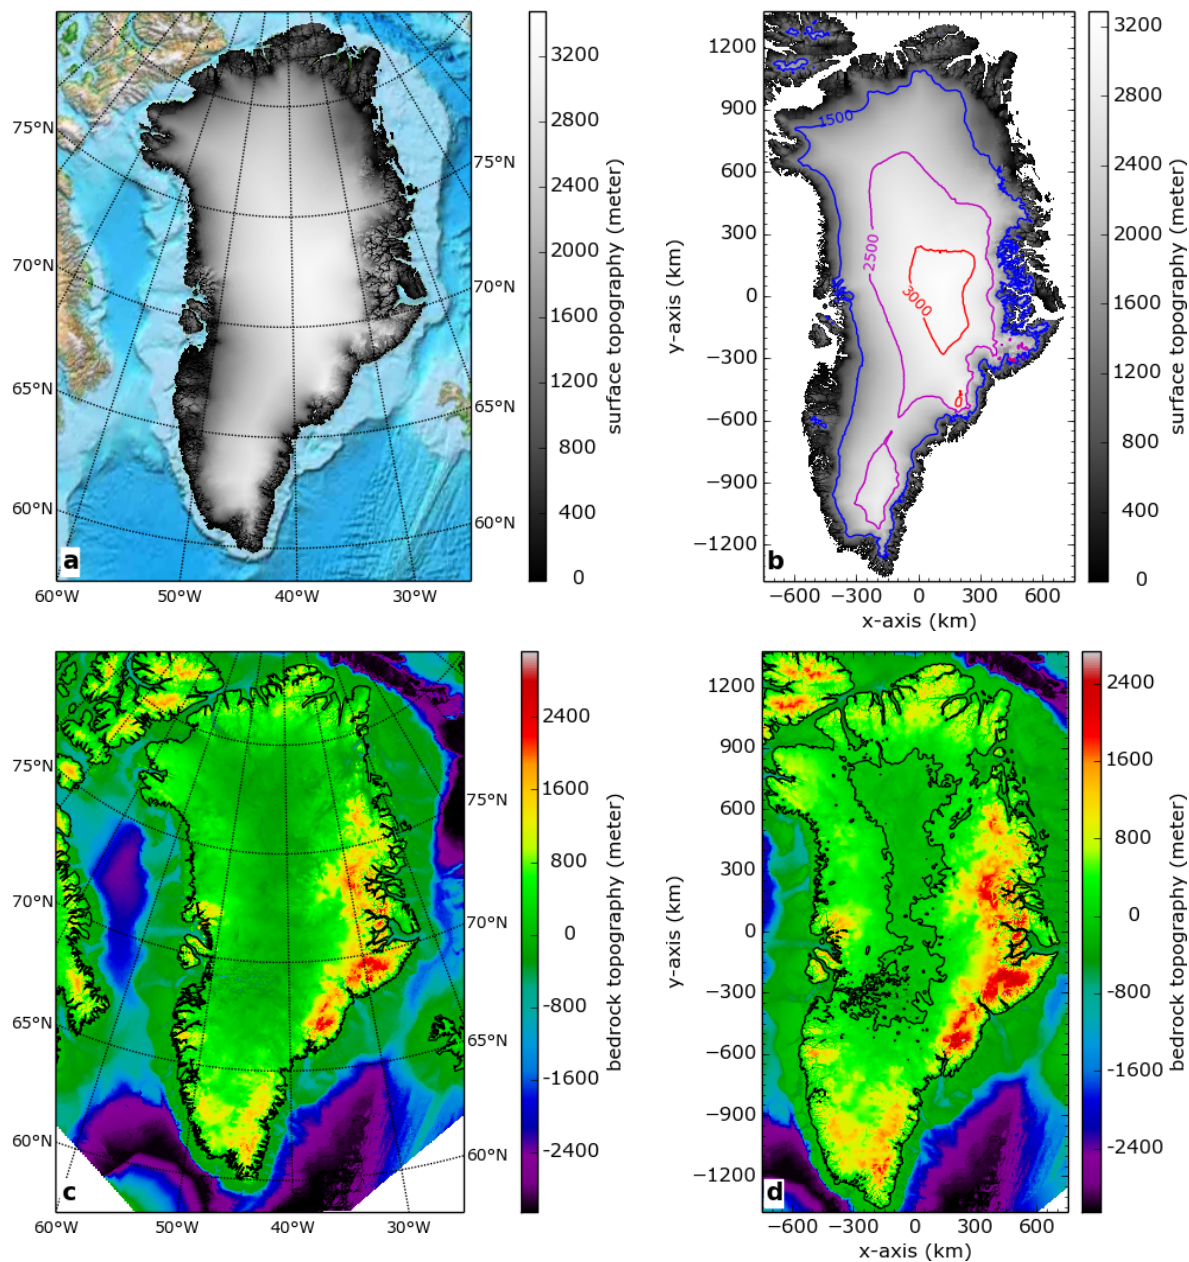 75°N
70°N
65°N
60°N
75°N
70°N
65°N
60°N
60°W
50°W
40°W
30°W
a
3200
2800
2400
2000
1600
1200
800
400
0
surface topography (meter)
1200
900
600
300
0
−300
−600
−900
−1200
y-axis (km)
1500
2500
3000
b
−600
−300
0
300
600
x-axis (km)
3200
2800
2400
2000
1600
1200
800
400
0
surface topography (meter)
75°N
70°N
65°N
60°N
75°N
70°N
65°N
60°N
60°W
50°W
40°W
30°W
c
2400
1600
800
0
-800
-1600
-2400
bedrock topography (meter)
1200
900
600
300
0
−300
−600
−900
−1200
y-axis (km)
d
−600
−300
0
300
600
x-axis (km)
2400
1600
800
0
-800
-1600
-2400
bedrock topography (meter)